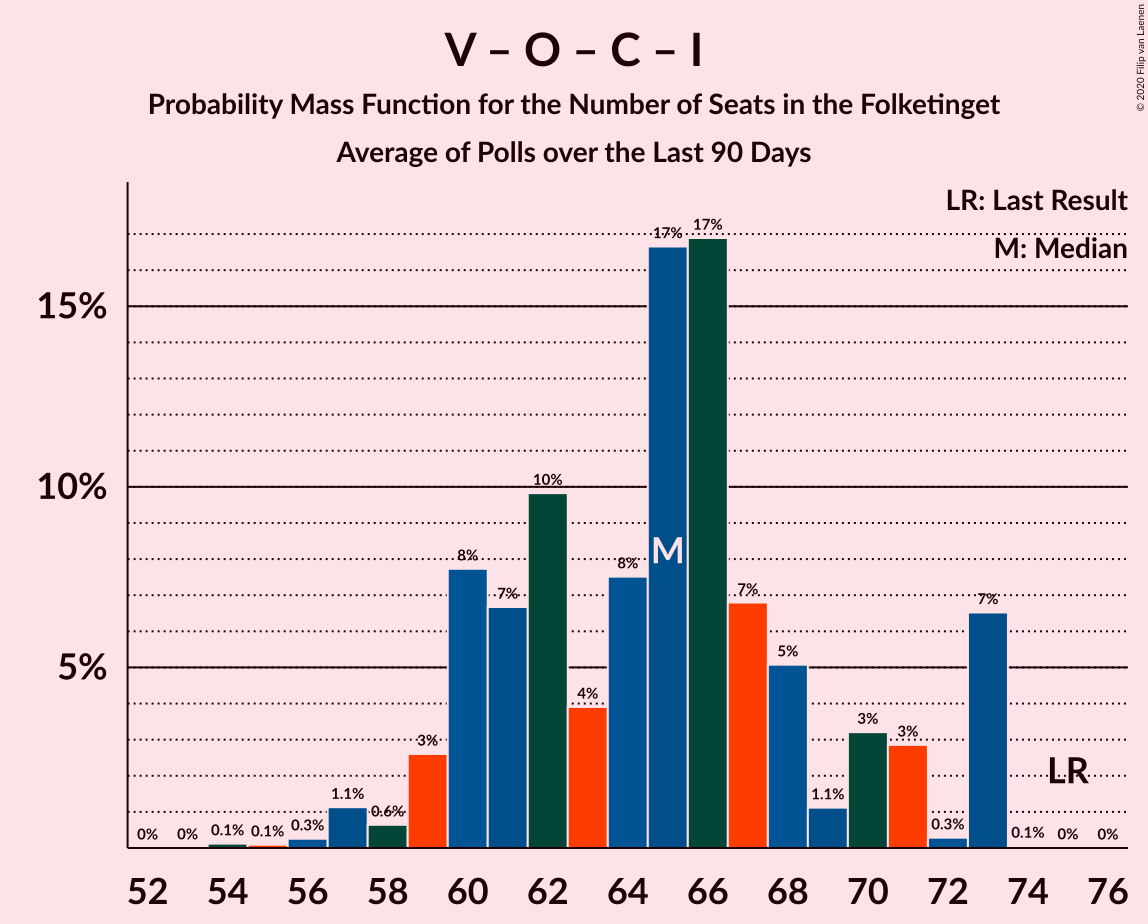 V – O – C – I
Probability Mass Function for the Number of Seats in the Folketinget
Average of Polls over the Last 90 Days
© 2020 Filip van Laenen
LR: Last Result
M: Median
15%
10%
5%
0% 0% 0.1% 0.1% 0.3% 1.1% 0.6% 3% 8% 7% 10% 4% 8% 17% 17% 7% 5% 1.1% 3% 3% 0.3% 7% 0.1% 0% 0%
M
LR
52 54 56 58 60 62 64 66 68 70 72 74 76